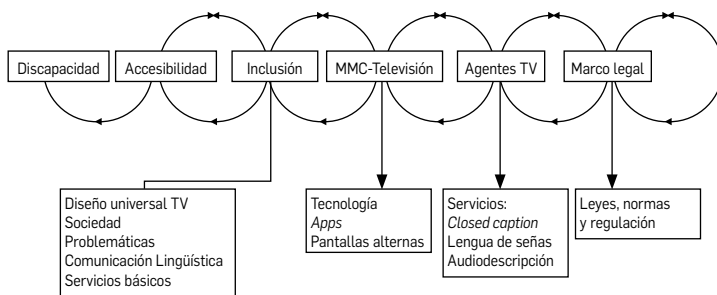 Discapacidad
Accesibilidad
Inclusión
MMC-Televisión
Agentes TV
Marco legal
Diseño universal TV
Sociedad
Problemáticas
Comunicación Lingüística
Servicios básicos
Tecnología
Apps
Pantallas alternas
Servicios:
Closed caption
Lengua de señas
Audiodescripción
Leyes, normas
y regulación